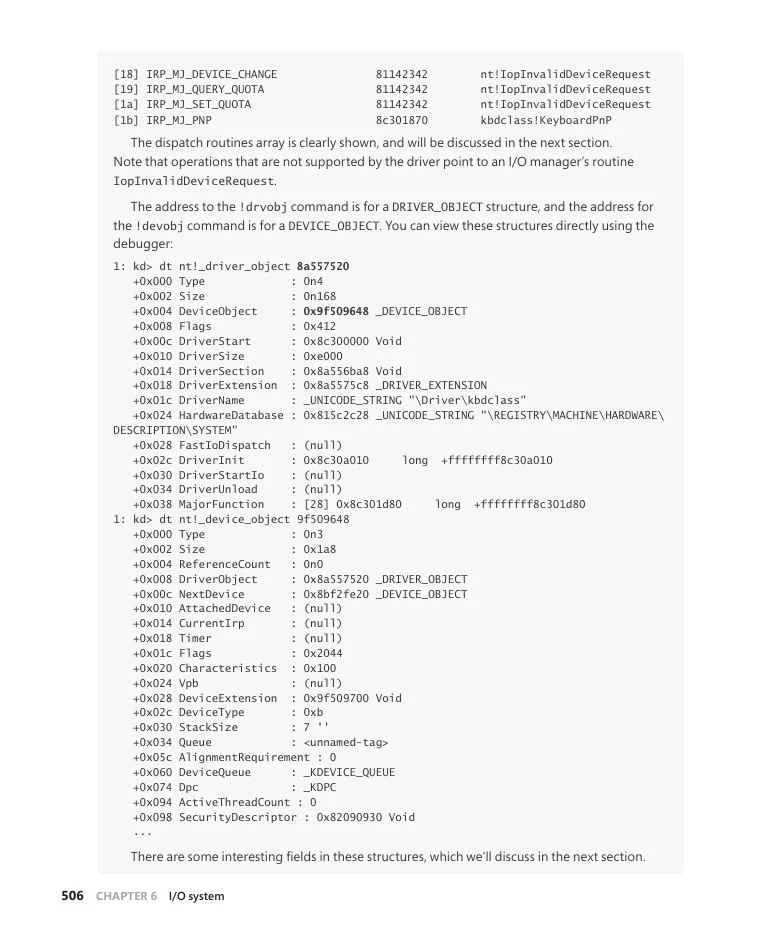 [18] IRP_MJ_DEVICE_CHANGE 81142342 nt!IopInvalidDeviceRequest
[19] IRP_MJ_QUERY_QUOTA 81142342 nt!IopInvalidDeviceRequest
[1a] IRP_MJ_SET_QUOTA 81142342 nt!IopInvalidDeviceRequest
[1b] IRP_MJ_PNP 8c301870 kbdclass!KeyboardPnP
The dispatch routines array is clearly shown, and will be discussed in the next section.
Note that operations that are not supported by the driver point to an I/O manager’s routine
IopInvalidDeviceRequest.
The address to the !drvobj command is for a DRIVER_OBJECT structure, and the address for
the !devobj command is for a DEVICE_OBJECT. You can view these structures directly using the
debugger:
1: kd> dt nt!_driver_object 8a557520
+0x000 Type : 0n4
+0x002 Size : 0n168
+0x004 DeviceObject : 0x9f509648 _DEVICE_OBJECT
+0x008 Flags : 0x412
+0x00c DriverStart : 0x8c300000 Void
+0x010 DriverSize : 0xe000
+0x014 DriverSection : 0x8a556ba8 Void
+0x018 DriverExtension : 0x8a5575c8 _DRIVER_EXTENSION
+0x01c DriverName : _UNICODE_STRING "\Driver\kbdclass"
+0x024 HardwareDatabase : 0x815c2c28 _UNICODE_STRING "\REGISTRY\MACHINE\HARDWARE\
DESCRIPTION\SYSTEM"
+0x028 FastIoDispatch : (null)
+0x02c DriverInit : 0x8c30a010 long +ffffffff8c30a010
+0x030 DriverStartIo : (null)
+0x034 DriverUnload : (null)
+0x038 MajorFunction : [28] 0x8c301d80 long +ffffffff8c301d80
1: kd> dt nt!_device_object 9f509648
+0x000 Type : 0n3
+0x002 Size : 0x1a8
+0x004 ReferenceCount : 0n0
+0x008 DriverObject : 0x8a557520 _DRIVER_OBJECT
+0x00c NextDevice : 0x8bf2fe20 _DEVICE_OBJECT
+0x010 AttachedDevice : (null)
+0x014 CurrentIrp : (null)
+0x018 Timer : (null)
+0x01c Flags : 0x2044
+0x020 Characteristics : 0x100
+0x024 Vpb : (null)
+0x028 DeviceExtension : 0x9f509700 Void
+0x02c DeviceType : 0xb
+0x030 StackSize : 7 ''
+0x034 Queue : <unnamed-tag>
+0x05c AlignmentRequirement : 0
+0x060 DeviceQueue : _KDEVICE_QUEUE
+0x074 Dpc : _KDPC
+0x094 ActiveThreadCount : 0
+0x098 SecurityDescriptor : 0x82090930 Void
...
There are some interesting fields in these structures, which we’ll discuss in the next section.
506 CHAPTER 6 I/O system